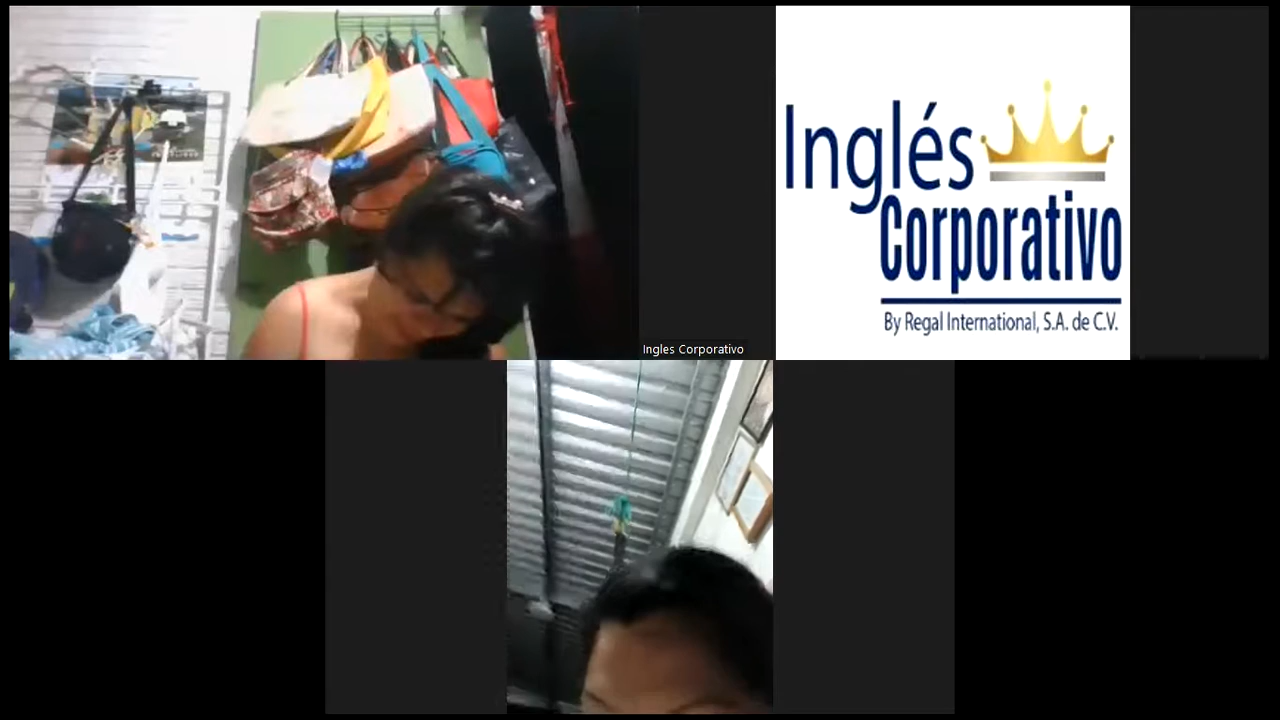 Inglés
Corporativo
By Regal International, S.A. de C.V.
Ingles Corporativo